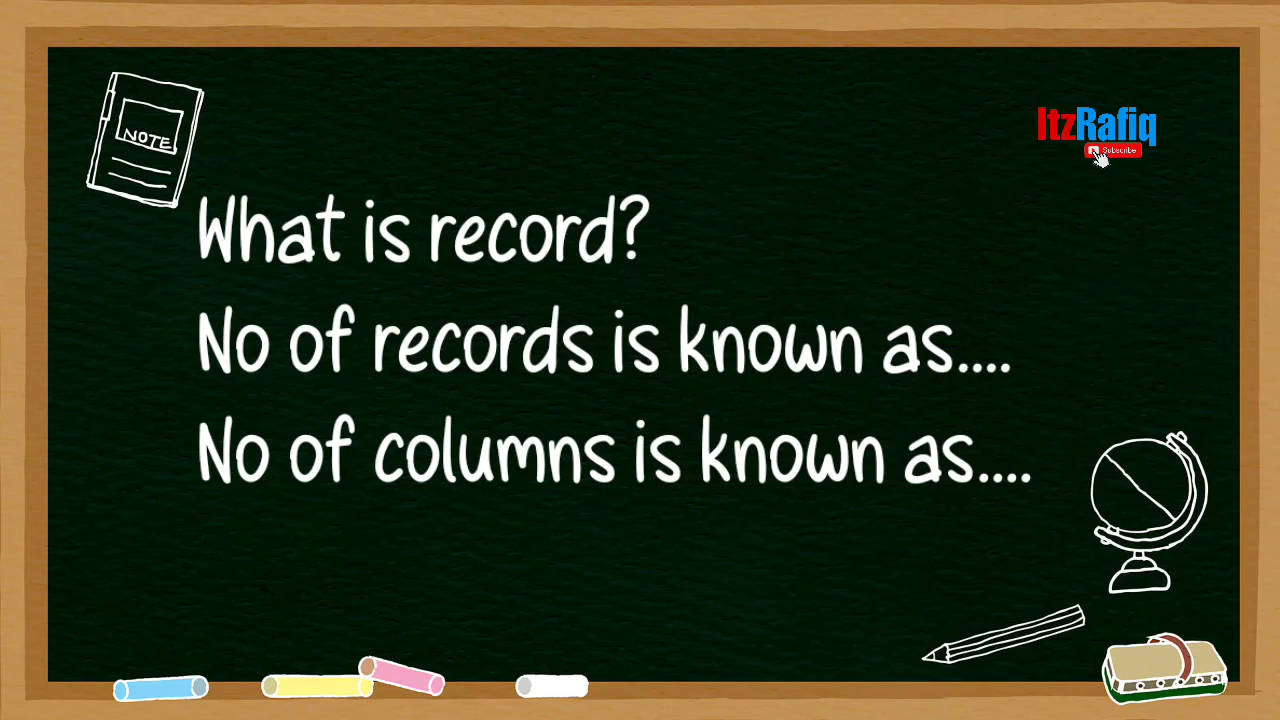 NOTE
ItzRafiq
Subscribe
What is record?
No of records is known as....
No of columns is known as....